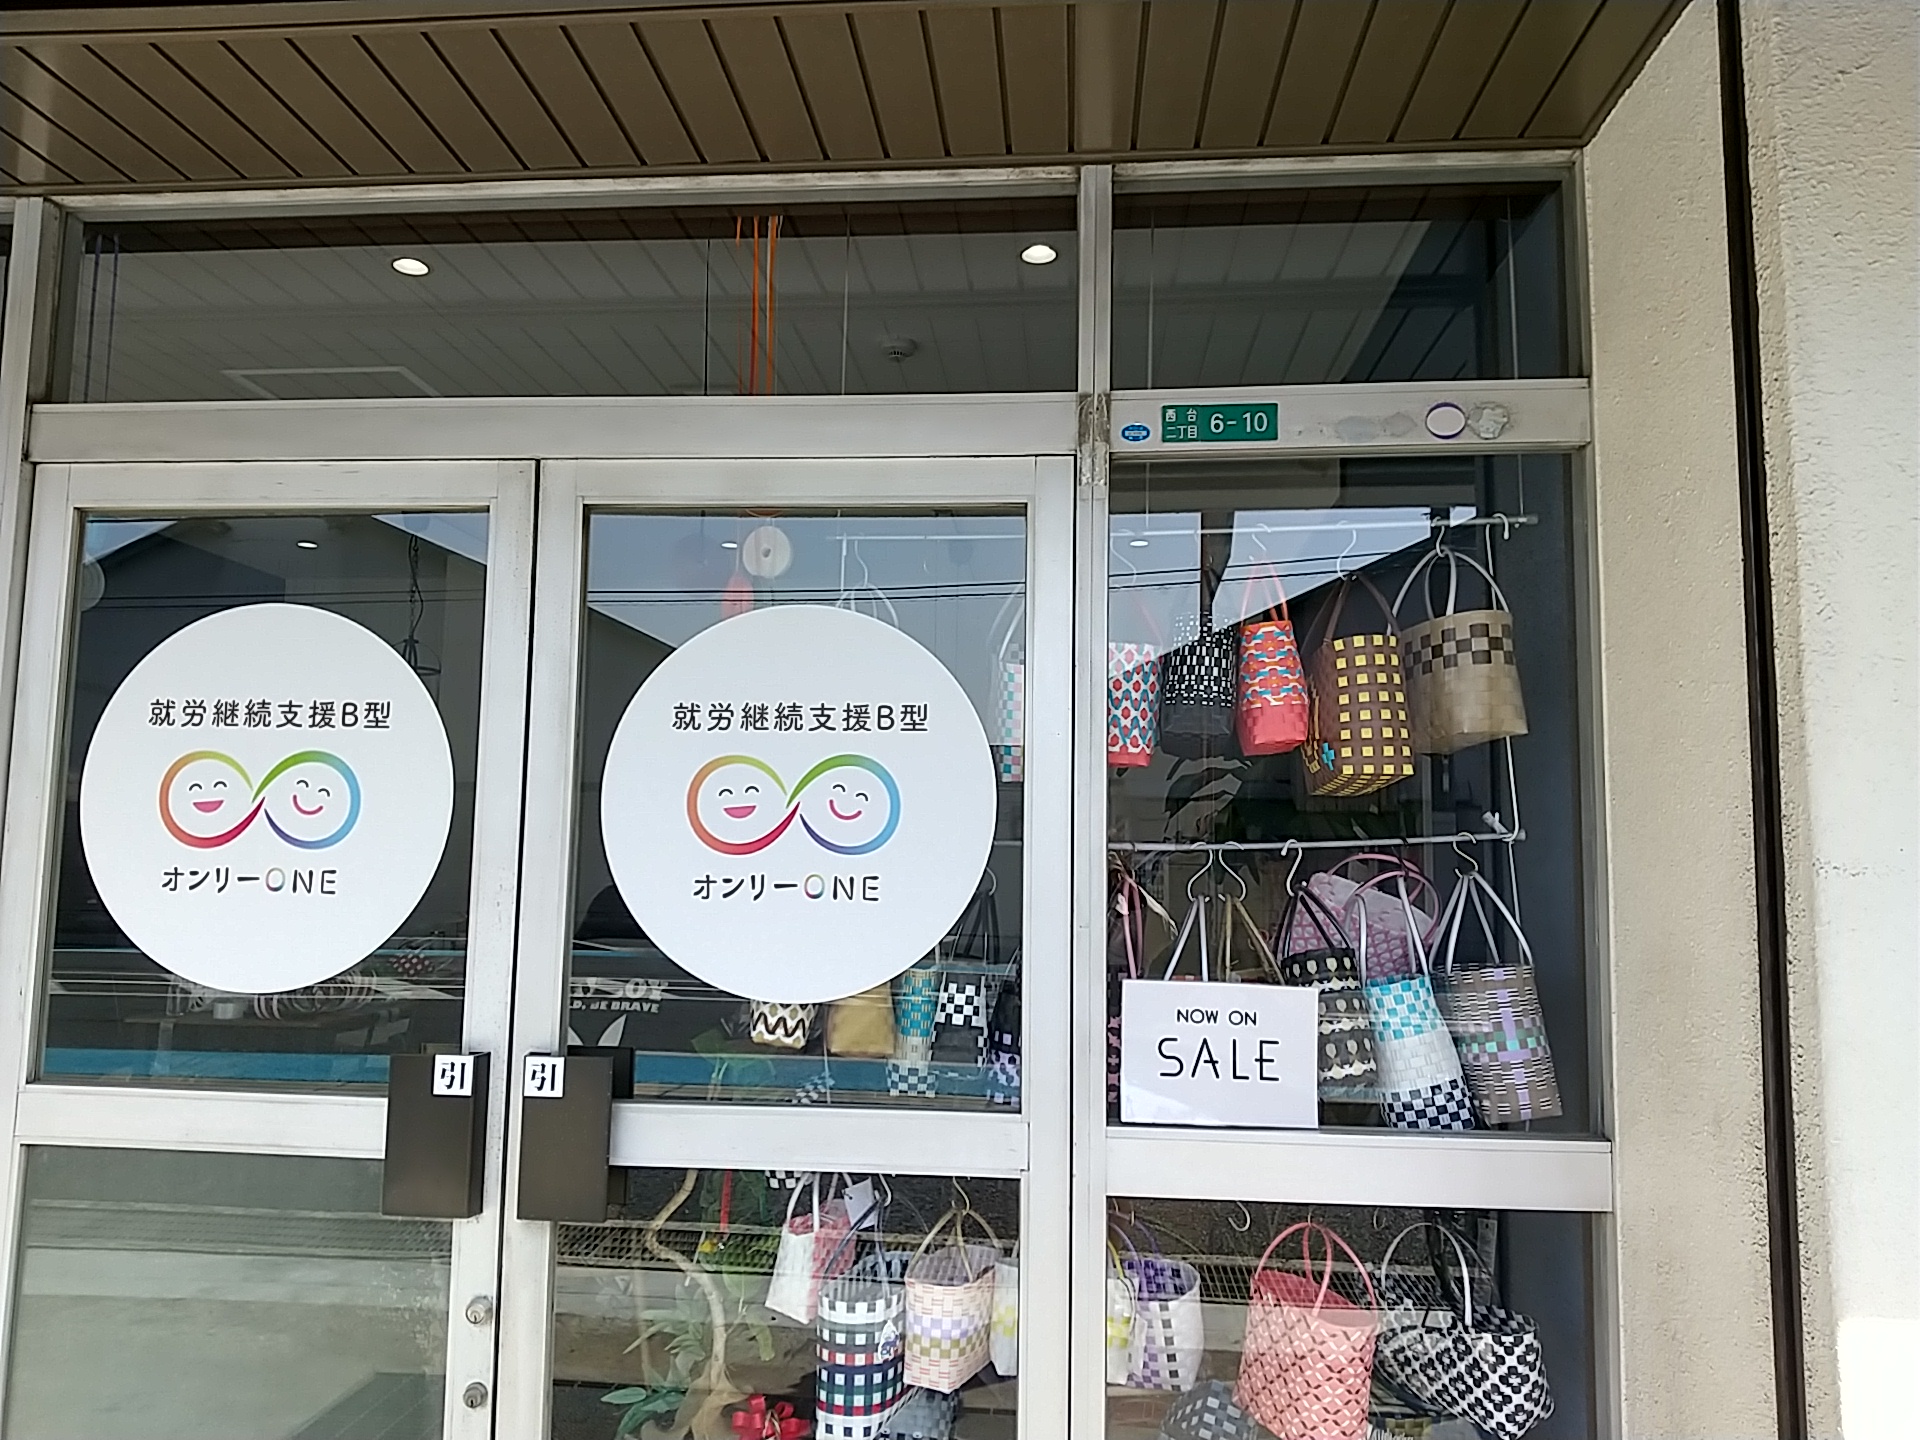 西台
二丁目
6-10
就労継続支援B型
オンリーONE
就労継続支援B型
オンリーONE
D, BE BRAVE
NOW ON
SALE
引
引